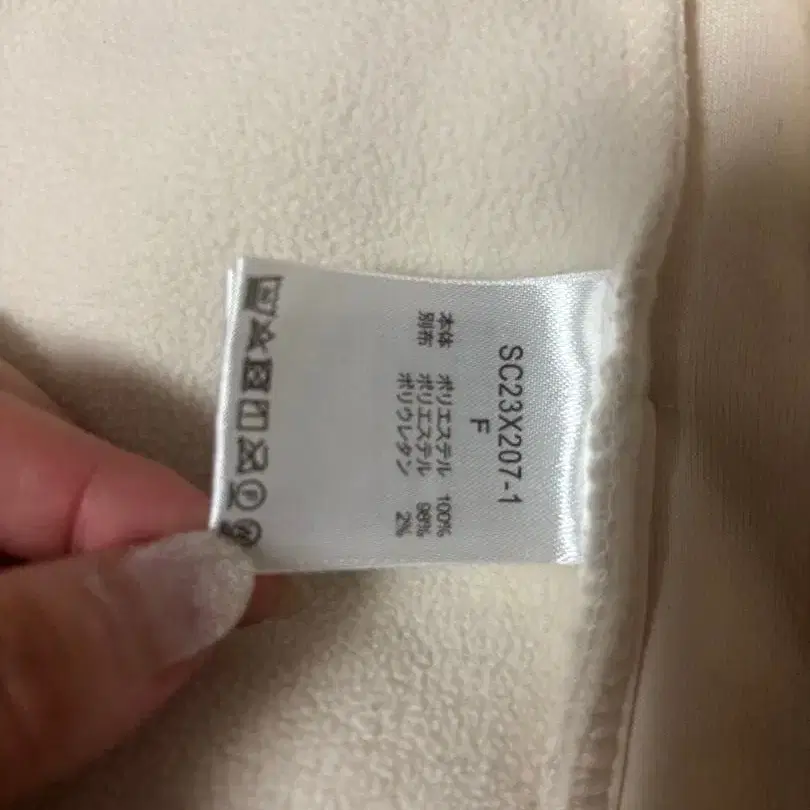 SC23X207-1
F
本体 ポリエステル 100%
別布 ポリエステル 98%
ポリウレタン 2%